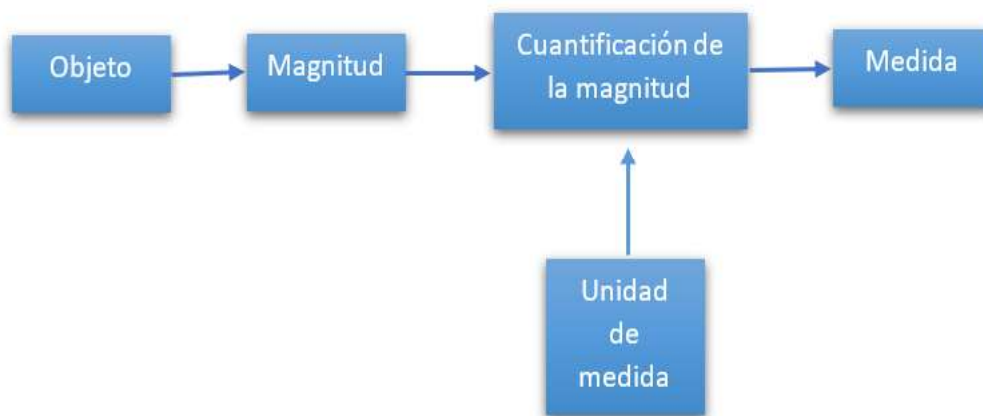 Objeto
Magnitud
Cuantificación de
la magnitud
Medida
Unidad
de
medida